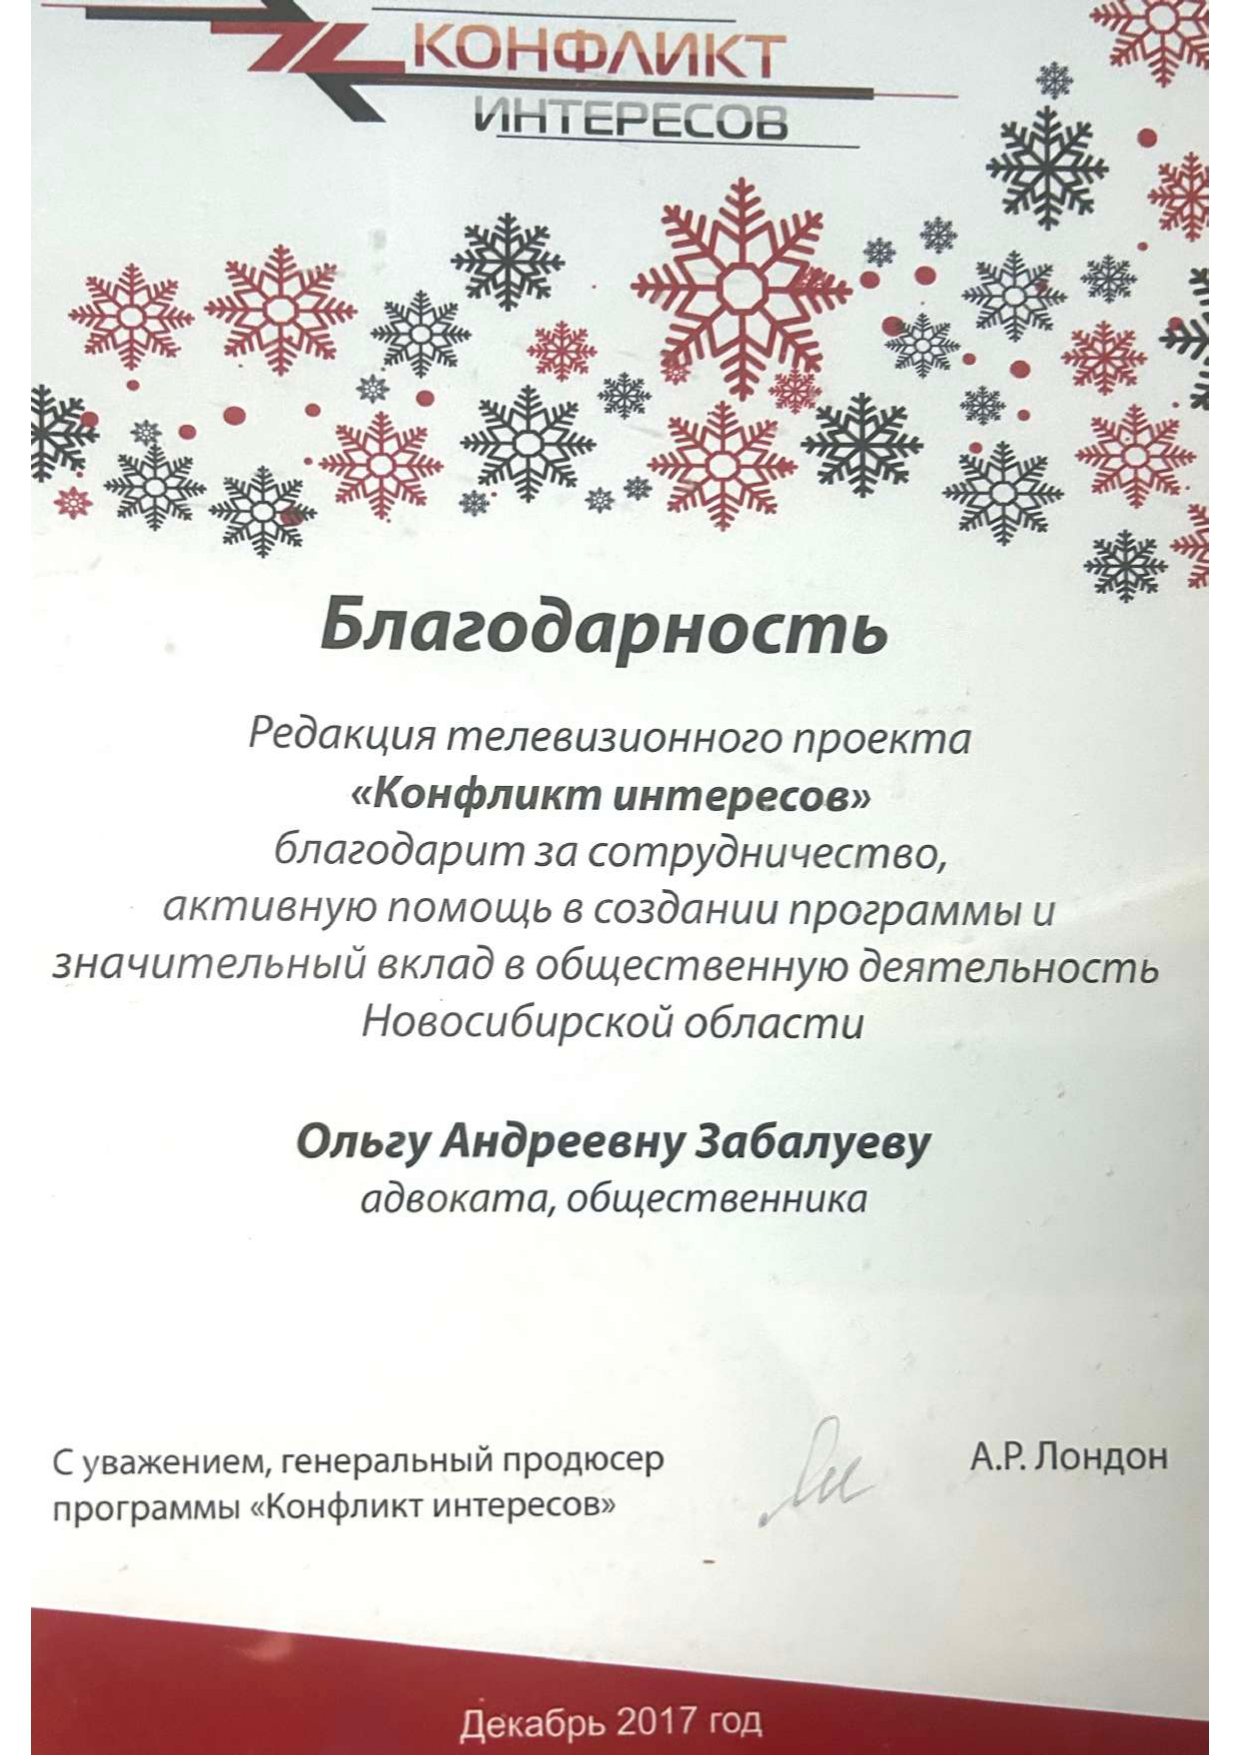 КОНФЛИКТ
ИНТЕРЕСОВ
Благодарность
Редакция телевизионного проекта
«Конфликт интересов»
благодарит за сотрудничество,
активную помощь в создании программы и
значительный вклад в общественную деятельность
Новосибирской области
Ольгу Андреевну Забалуеву
адвоката, общественника
С уважением, генеральный продюсер
программы «Конфликт интересов»
А.Р. Лондон
Декабрь 2017 год